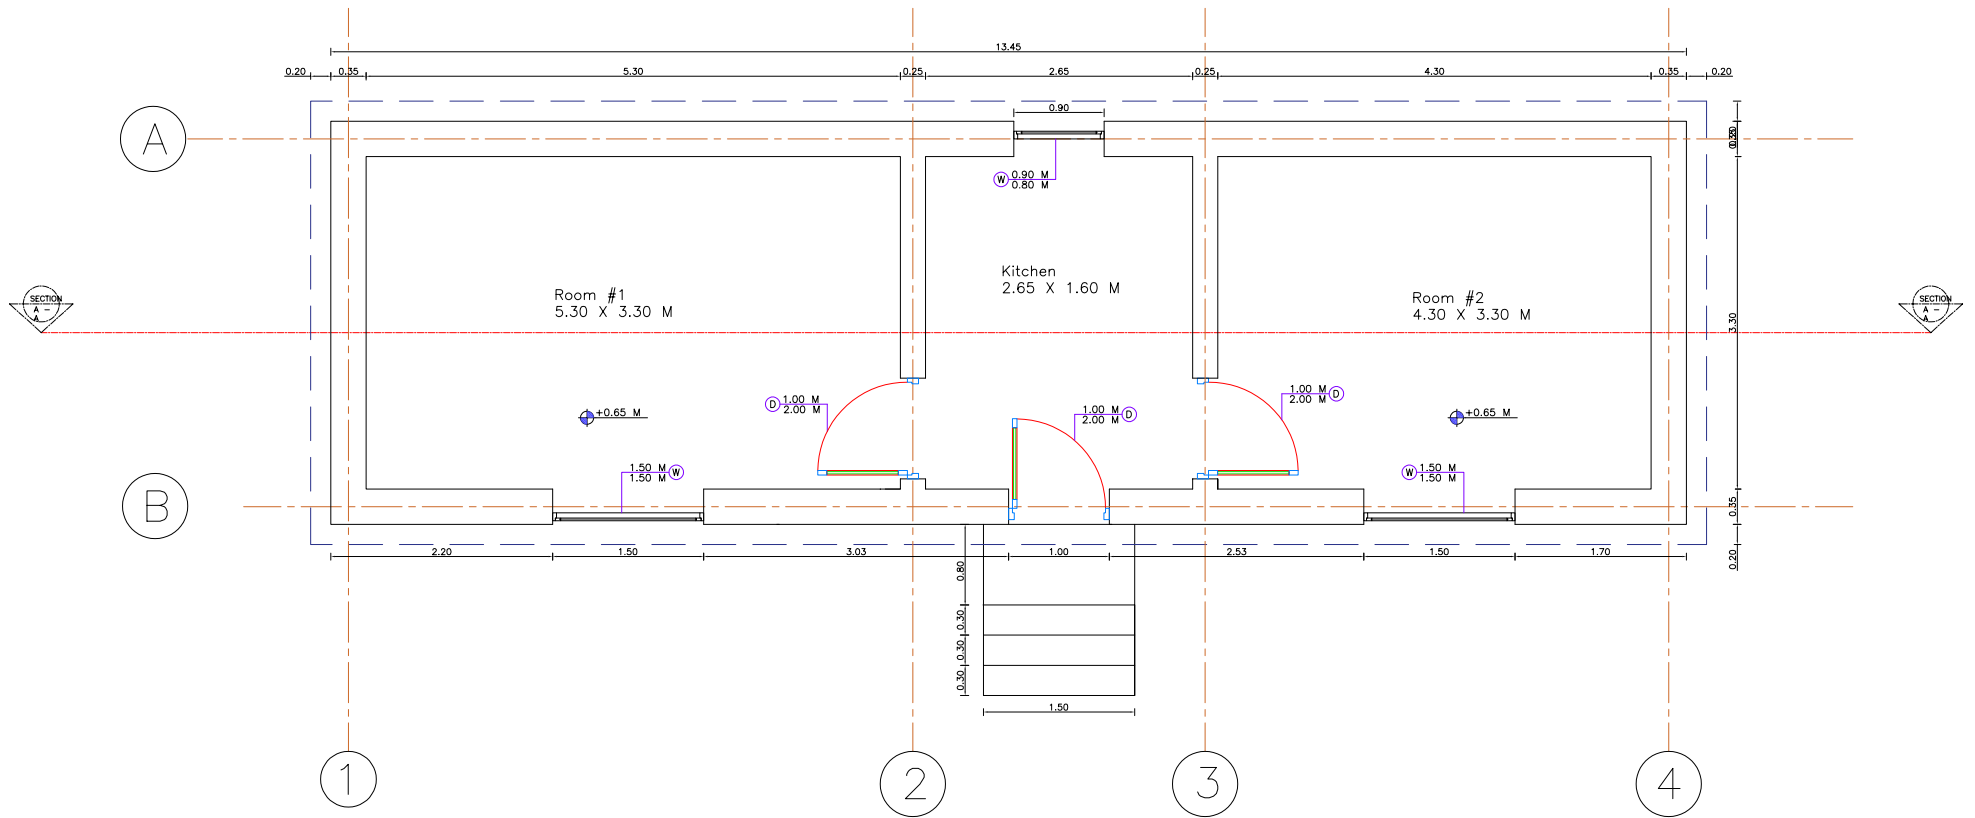 13.45
0.20 0.35 5.30 0.25 2.65 0.25 4.30 0.35 0.20
0.90
A
W 0.90 M
0.80 M
Kitchen
2.65 X 1.60 M
Room #1
5.30 X 3.30 M
Room #2
4.30 X 3.30 M
SECTION
A -
A
SECTION
A -
A
3.30
D 1.00 M
2.00 M
1.00 M D
2.00 M
1.00 M D
2.00 M
+0.65 M
+0.65 M
1.50 M W
1.50 M
W 1.50 M
1.50 M
B
0.35
2.20 1.50 3.03 1.00 2.53 1.50 1.70
0.20
0.80
0.30
0.30
0.30
1.50
1 2 3 4